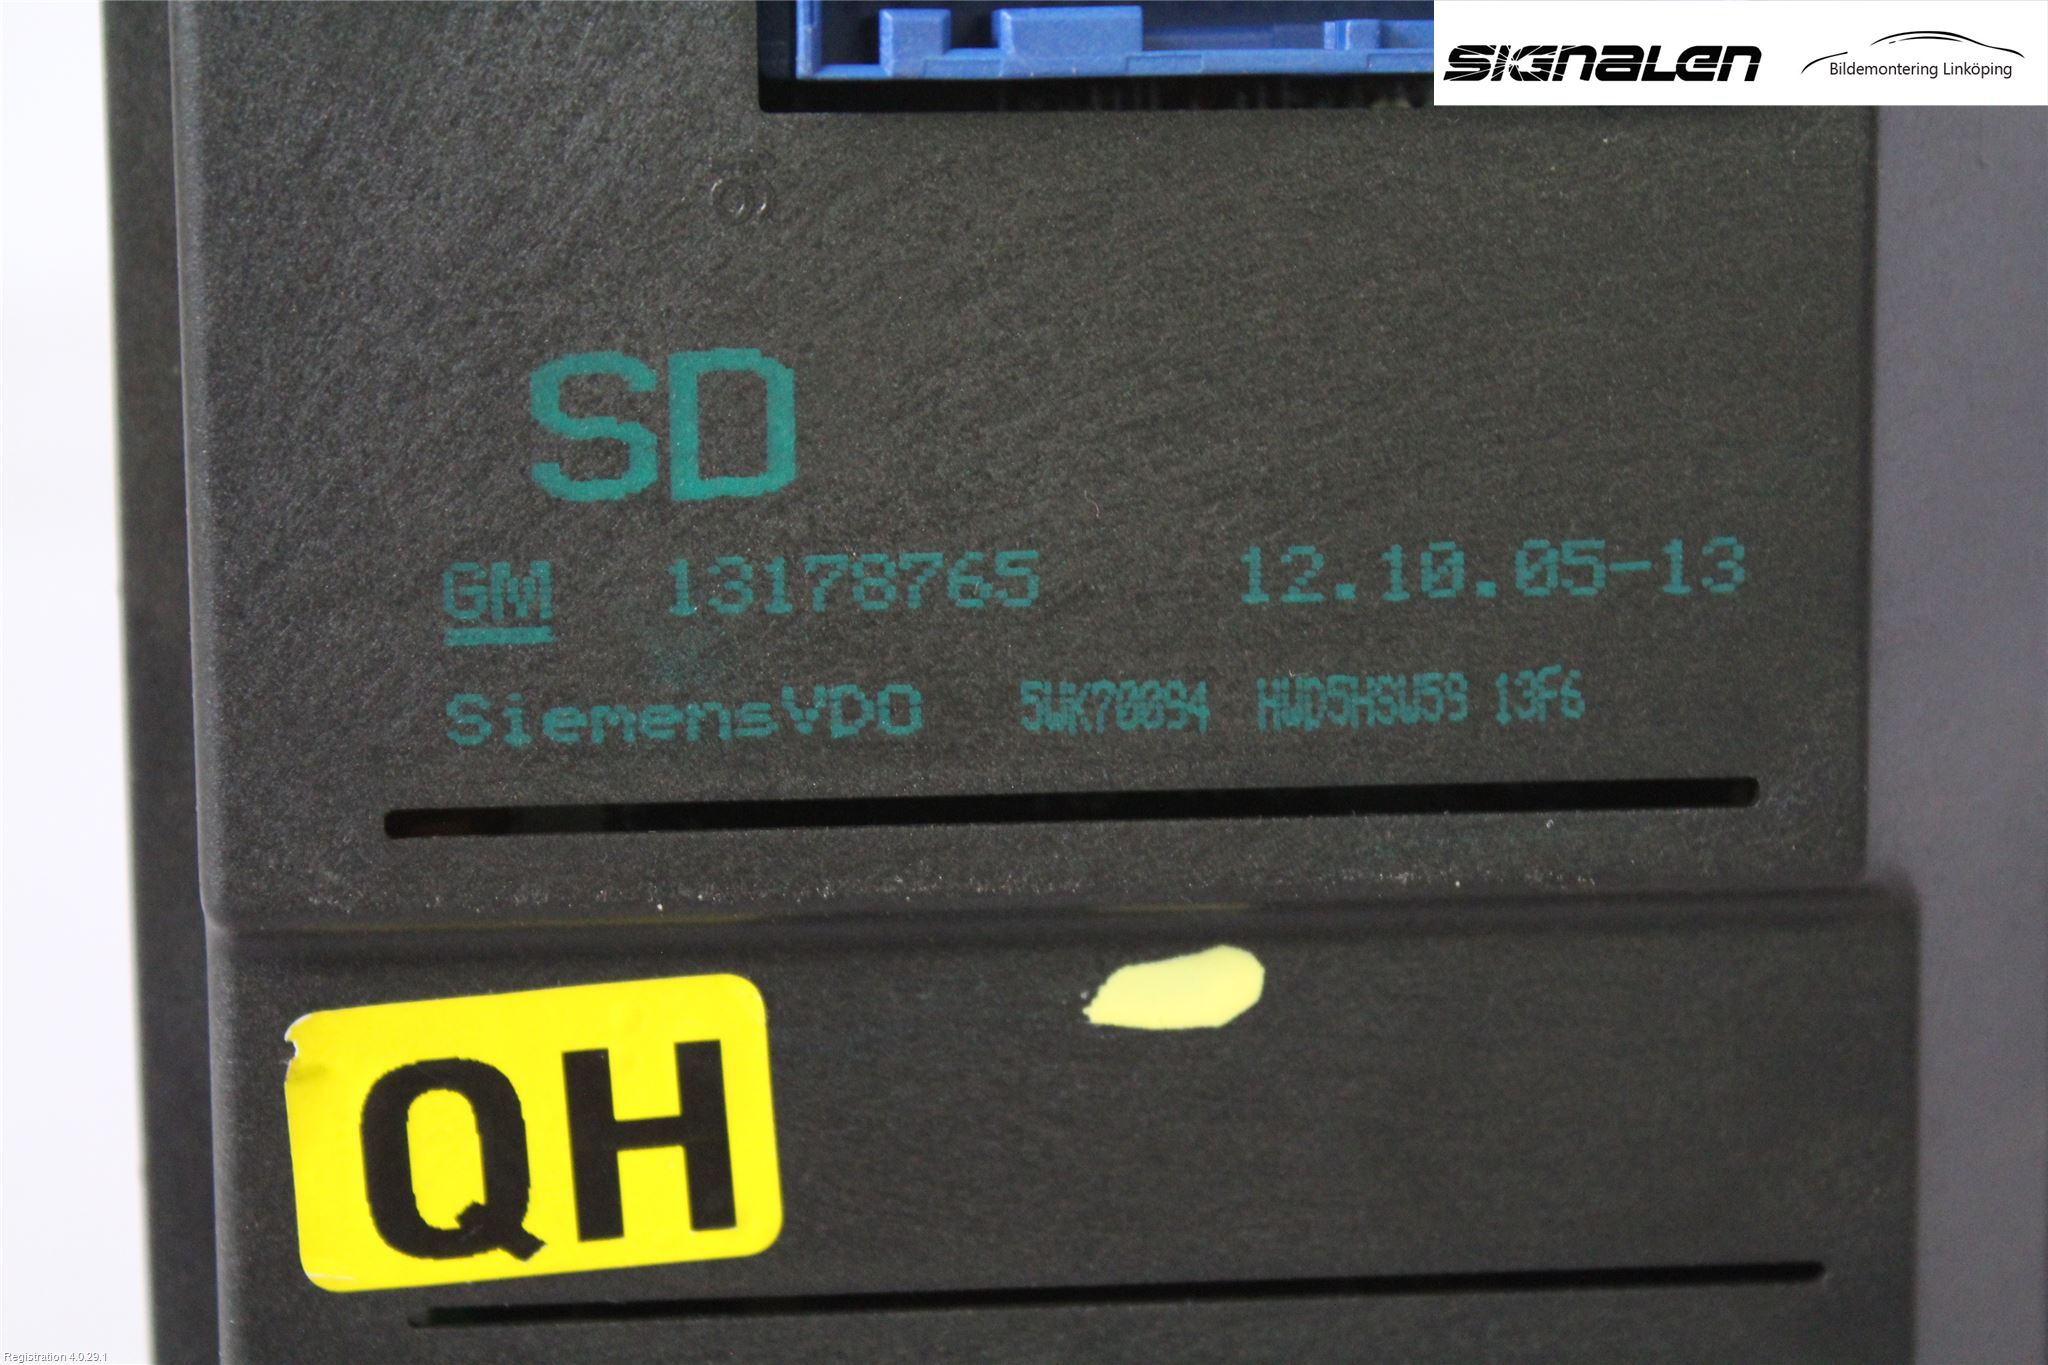 SIGNALEN
Bildemontering Linköping
SD
GM 13178765 12.10.05-13
SiemensVDO 5WK70094 HWD5HSW59 13F6
QH
Registration 4.0.29.1